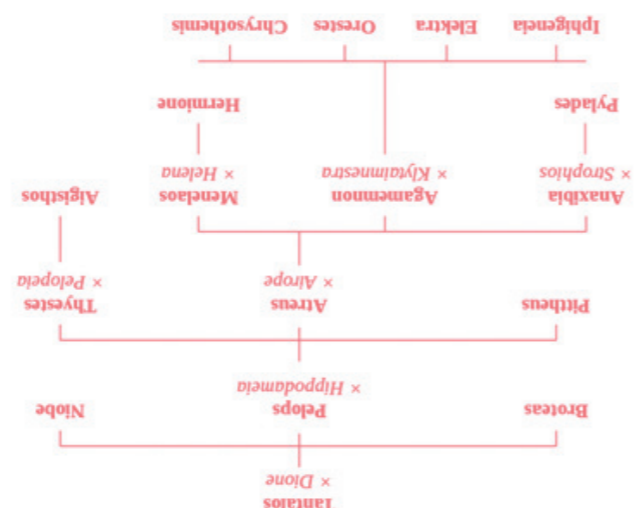 Tantalos
× Dione
Broteas Pelops Niobe
× Hippodameia
Pittheus Atreus Thyestes
× Airope × Pelopeia
Anaxibia Agamemnon Menelaos Aigisthos
× Strophios × Klytaimnestra × Helena
Pylades Hermione
Iphigeneia Elektra Orestes Chrysothemis